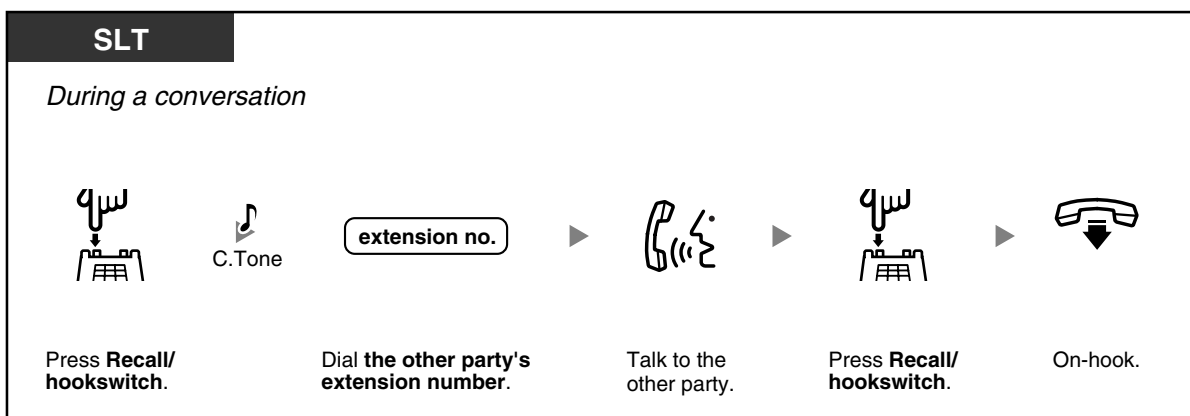 SLT
During a conversation
C.Tone
extension no.
Press Recall/
hookswitch.
Dial the other party's
extension number.
Talk to the
other party.
Press Recall/
hookswitch.
On-hook.